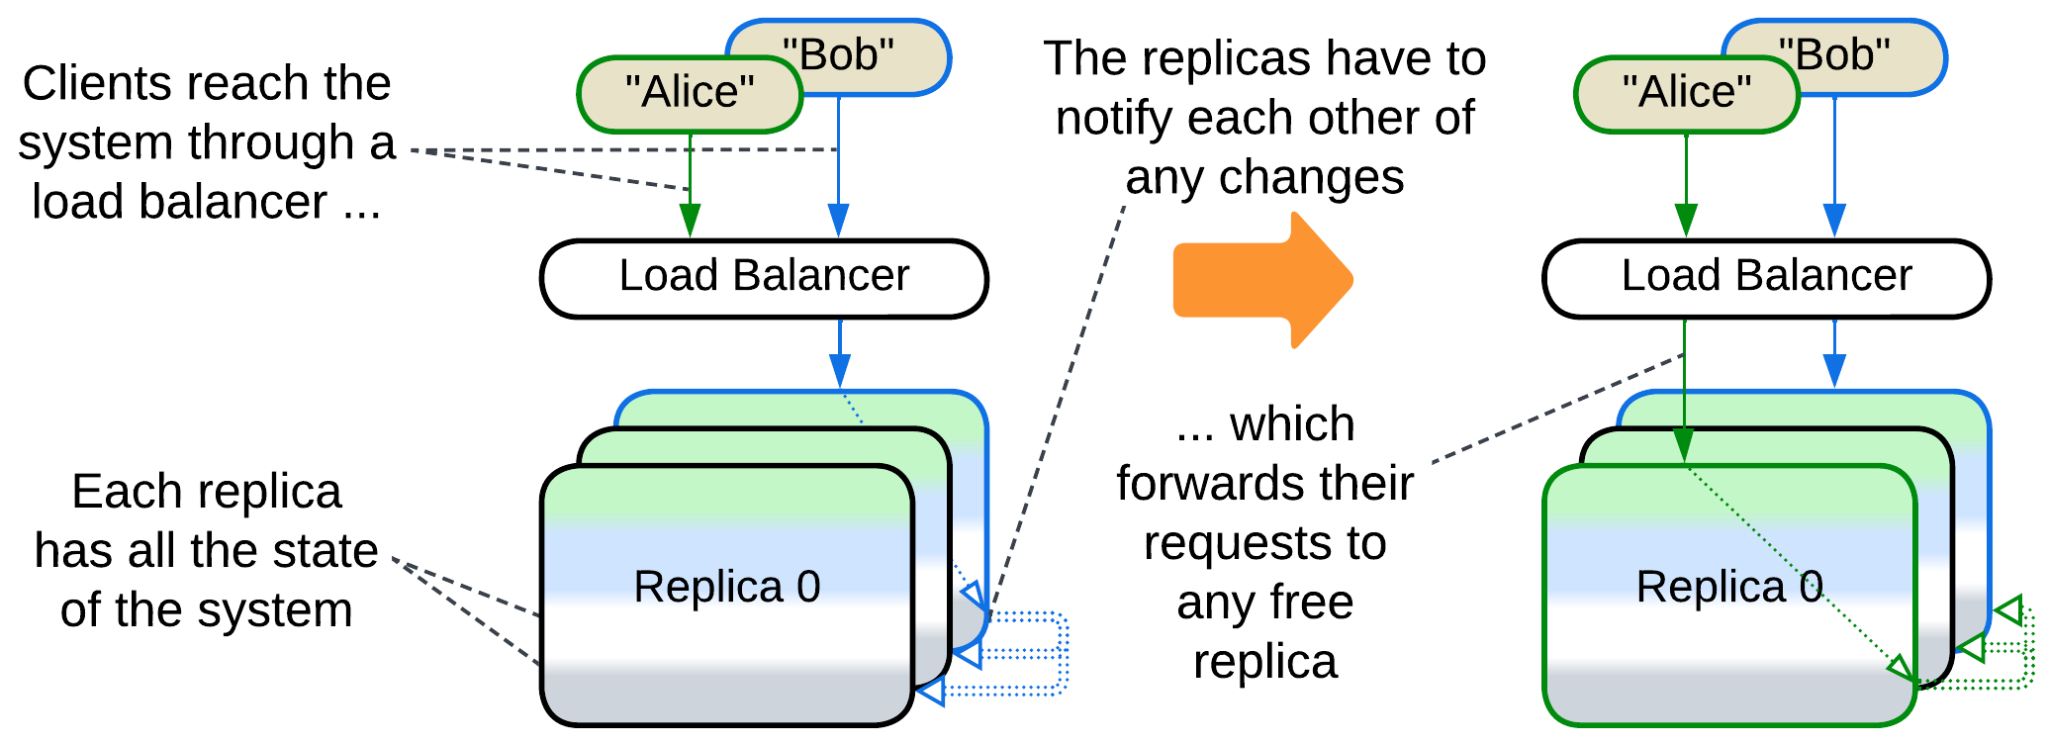 Clients reach the
system through a
load balancer ...
"Bob"
"Alice"
Load Balancer
Each replica
has all the state
of the system
Replica 0
The replicas have to
notify each other of
any changes
... which
forwards their
requests to
any free
replica
"Bob"
"Alice"
Load Balancer
Replica 0